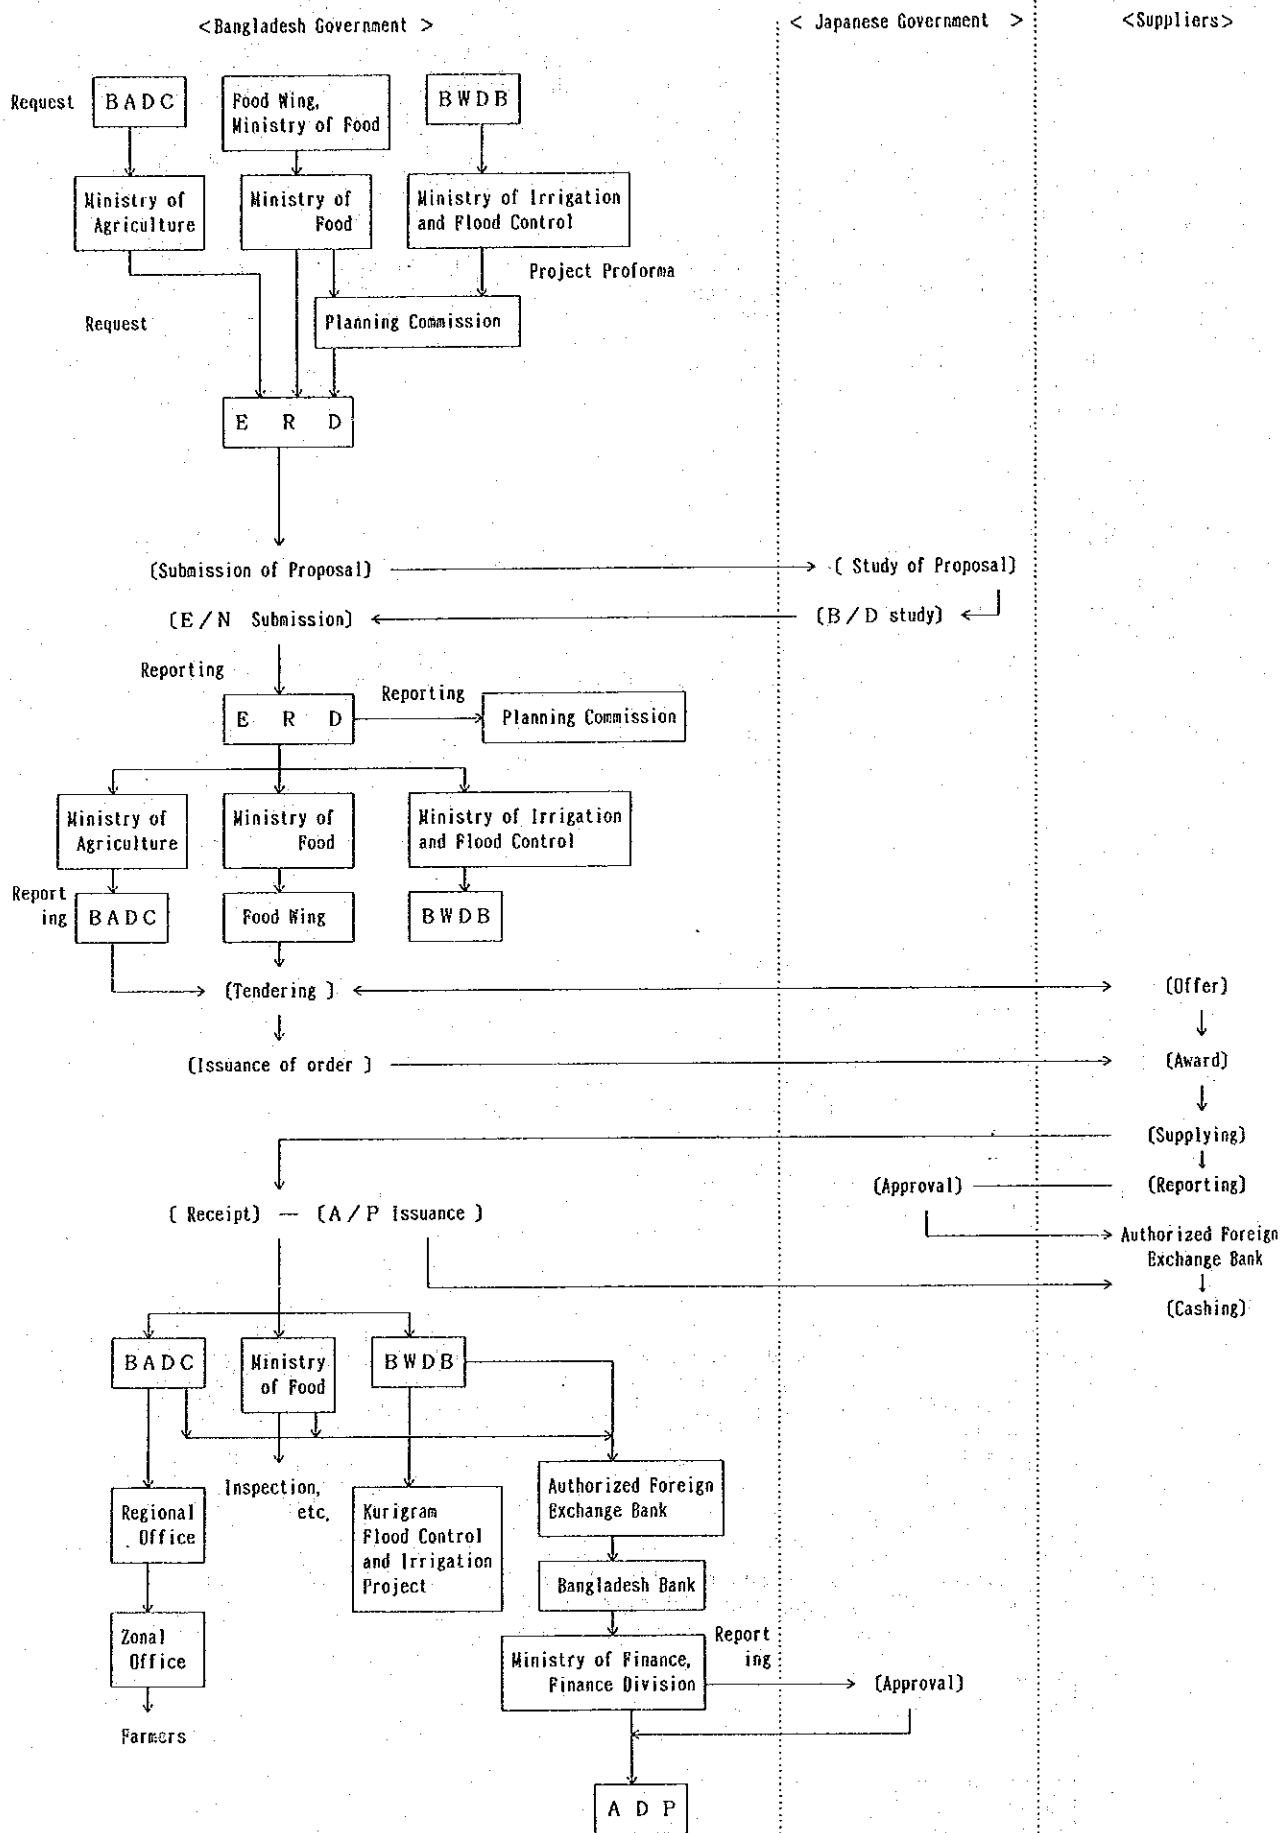 <Bangladesh Government >
< Japanese Government >
<Suppliers>
Request
BADC
Food Wing,
Ministry of Food
BWDB
Ministry of
Agriculture
Ministry of
Food
Ministry of Irrigation
and Flood Control
Project Proforma
Request
Planning Commission
E R D
(Submission of Proposal)
( Study of Proposal)
(E/N Submission)
(B/D study)
Reporting
E R D
Reporting
Planning Commission
Ministry of
Agriculture
Ministry of
Food
Ministry of Irrigation
and Flood Control
Report
ing
BADC
Food Wing
BWDB
(Tendering )
(Offer)
(Issuance of order )
(Award)
(Supplying)
(Approval)
(Reporting)
( Receipt) — (A/P Issuance )
Authorized Foreign
Exchange Bank
(Cashing)
BADC
Ministry
of Food
BWDB
Inspection,
etc.
Regional
Office
Kurigram
Flood Control
and Irrigation
Project
Authorized Foreign
Exchange Bank
Bangladesh Bank
Zonal
Office
Ministry of Finance,
Finance Division
Report
ing
(Approval)
Farmers
A D P